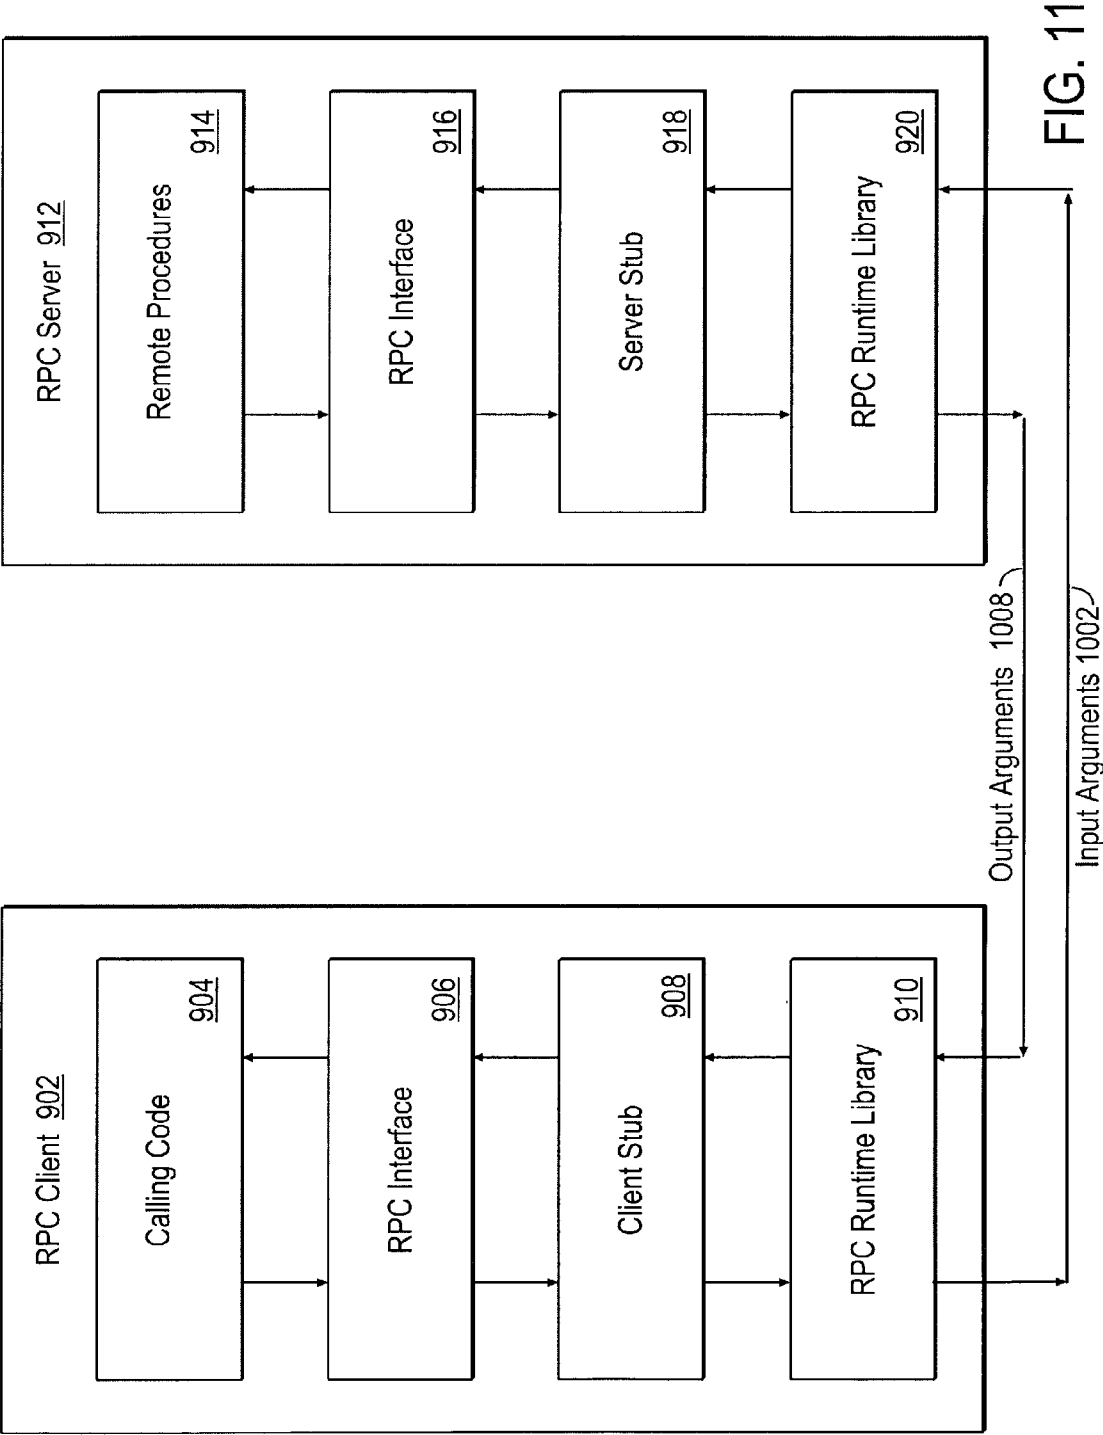 RPC Client 902
Calling Code
904
RPC Interface
906
Client Stub
908
RPC Runtime Library
910
RPC Server 912
Remote Procedures
914
RPC Interface
916
Server Stub
918
RPC Runtime Library
920
Output Arguments 1008
Input Arguments 1002
FIG. 11